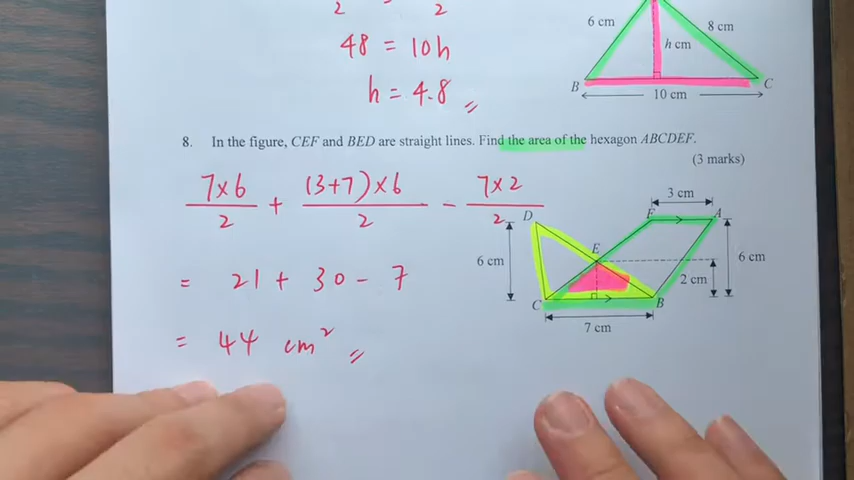 2 2
6 cm 8 cm
48 = 10h
h cm
h = 4.8
B C
10 cm
8. In the figure, CEF and BED are straight lines. Find the area of the hexagon ABCDEF.
(3 marks)
7×6/2 + (3+7)×6/2 - 7×2/2
3 cm
D F A
E
6 cm 6 cm
2 cm
C B
7 cm
= 21 + 30 - 7
= 44 cm²